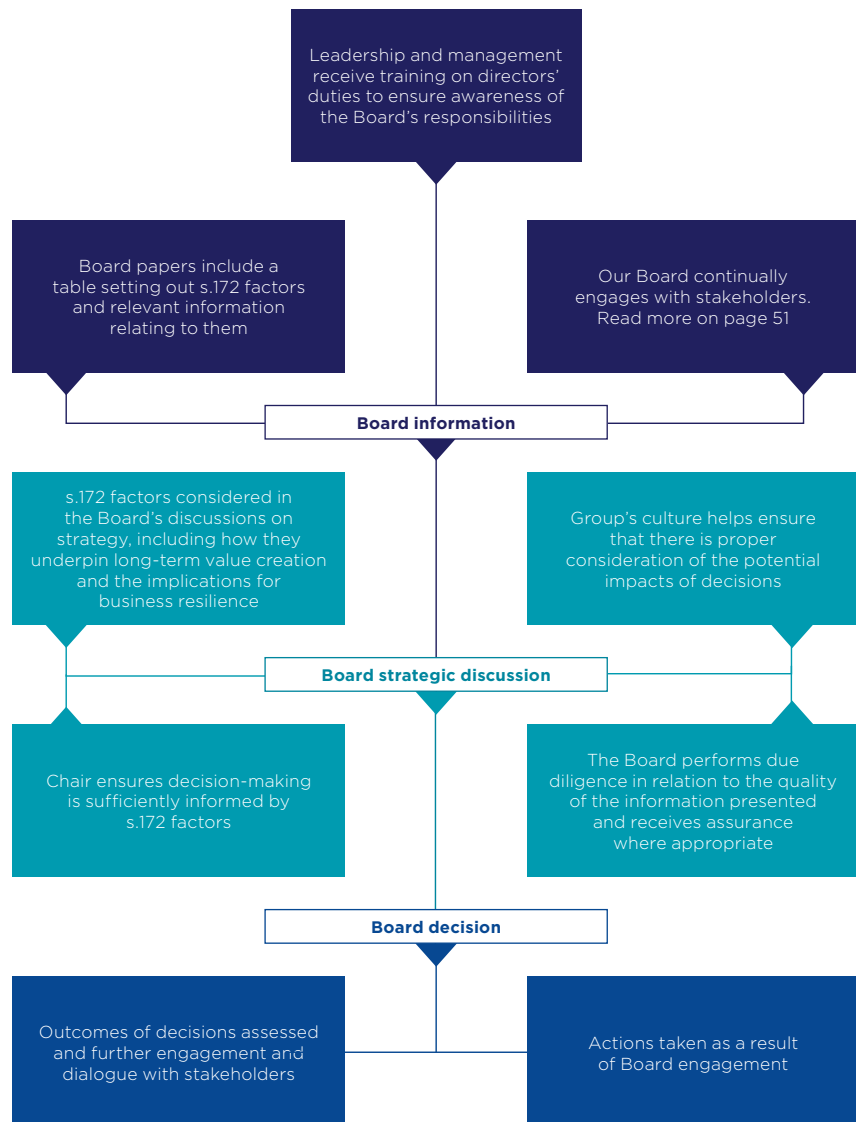 Leadership and management
receive training on directors’
duties to ensure awareness of
the Board’s responsibilities
Board papers include a
table setting out s.172 factors
and relevant information
relating to them
Our Board continually
engages with stakeholders.
Read more on page 51
Board information
s.172 factors considered in
the Board’s discussions on
strategy, including how they
underpin long-term value creation
and the implications for
business resilience
Group’s culture helps ensure
that there is proper
consideration of the potential
impacts of decisions
Board strategic discussion
Chair ensures decision-making
is sufficiently informed by
s.172 factors
The Board performs due
diligence in relation to the quality
of the information presented
and receives assurance
where appropriate
Board decision
Outcomes of decisions assessed
and further engagement and
dialogue with stakeholders
Actions taken as a result
of Board engagement